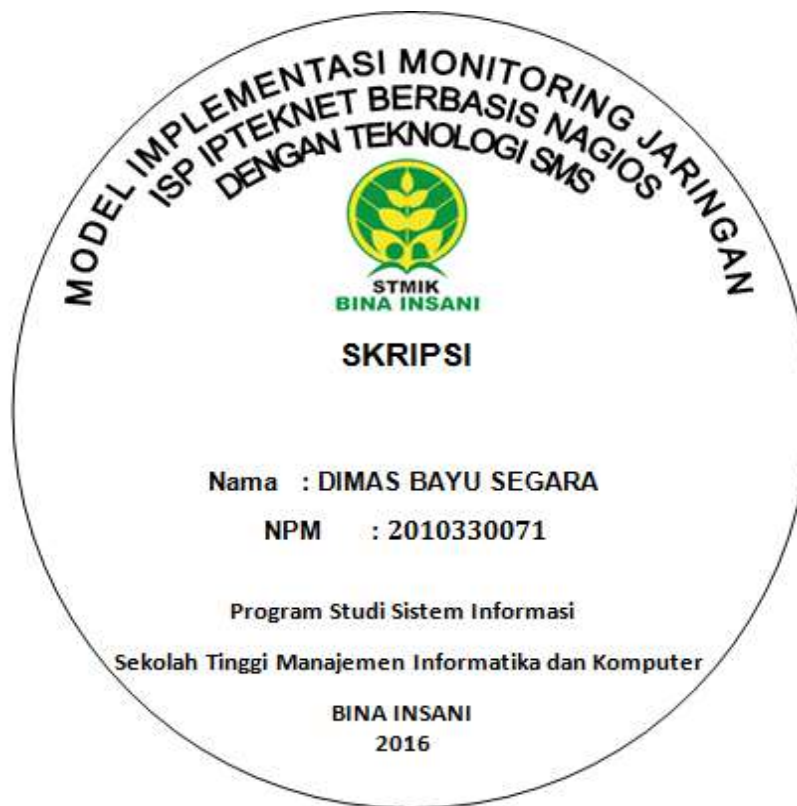 MODEL IMPLEMENTASI MONITORING JARINGAN
ISP IPTEKNET BERBASIS NAGIOS
DENGAN TEKNOLOGI SMS
STMIK
BINA INSANI
SKRIPSI
Nama : DIMAS BAYU SEGARA
NPM : 2010330071
Program Studi Sistem Informasi
Sekolah Tinggi Manajemen Informatika dan Komputer
BINA INSANI
2016